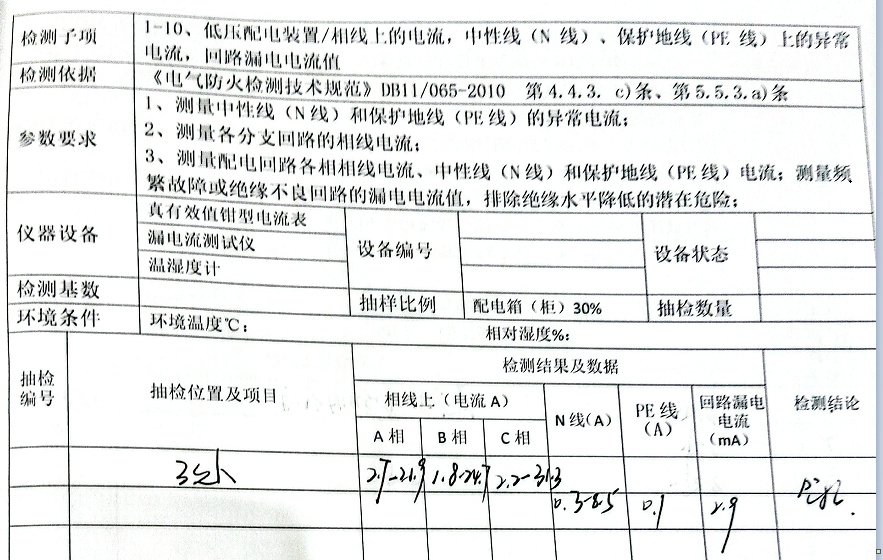 检测子项
1-10、低压配电装置/相线上的电流，中性线（N 线）、保护地线（PE 线）上的异常
电流，回路漏电电流值
检测依据
《电气防火检测技术规范》DB11/065-2010 第 4.4.3. c)条、第 5.5.3.a)条
参数要求
1、测量中性线（N 线）和保护地线（PE 线）的异常电流；
2、测量各分支回路的相线电流；
3、测量配电回路各相相线电流、中性线（N 线）和保护地线（PE 线）电流；测量频
繁故障或绝缘不良回路的漏电电流值，排除绝缘水平降低的潜在危险；
仪器设备
真有效值钳型电流表
漏电流测试仪
温湿度计
设备编号
设备状态
检测基数
抽样比例
配电箱（柜）30%
抽检数量
环境条件
环境温度℃：
相对湿度%：
抽检
编号
抽检位置及项目
检测结果及数据
检测结论
相线上（电流 A）
A 相
B 相
C 相
N 线（A）
PE 线
（A）
回路漏电
电流
（mA）
2.7-21.9
1.8-24.7
2.2-31.3
0.3-8.5
0.1
2.9